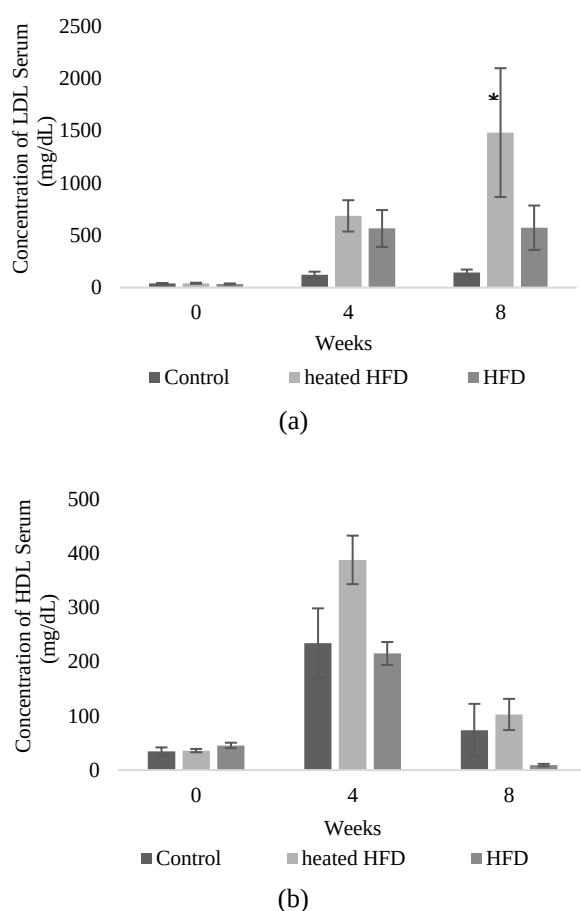 Concentration of LDL Serum
(mg/dL)
2500
2000
1500
1000
500
0
*
0 4 8
Weeks
Control heated HFD HFD
(a)
Concentration of HDL Serum
(mg/dL)
500
400
300
200
100
0
0 4 8
Weeks
Control heated HFD HFD
(b)